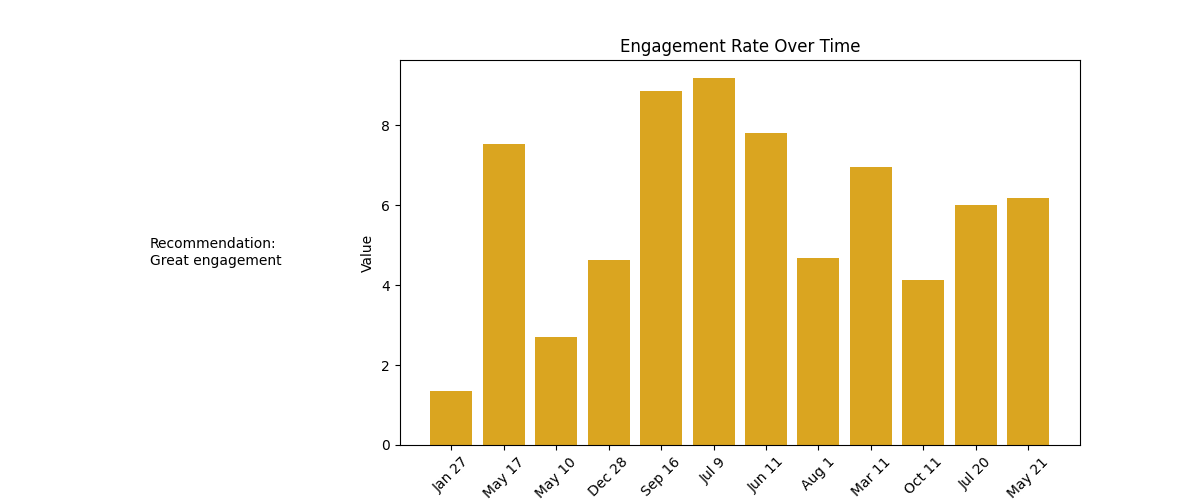 Engagement Rate Over Time
Recommendation:
Great engagement
Value
8
6
4
2
0
Jan 27
May 17
May 10
Dec 28
Sep 16
Jul 9
Jun 11
Aug 1
Mar 11
Oct 11
Jul 20
May 21